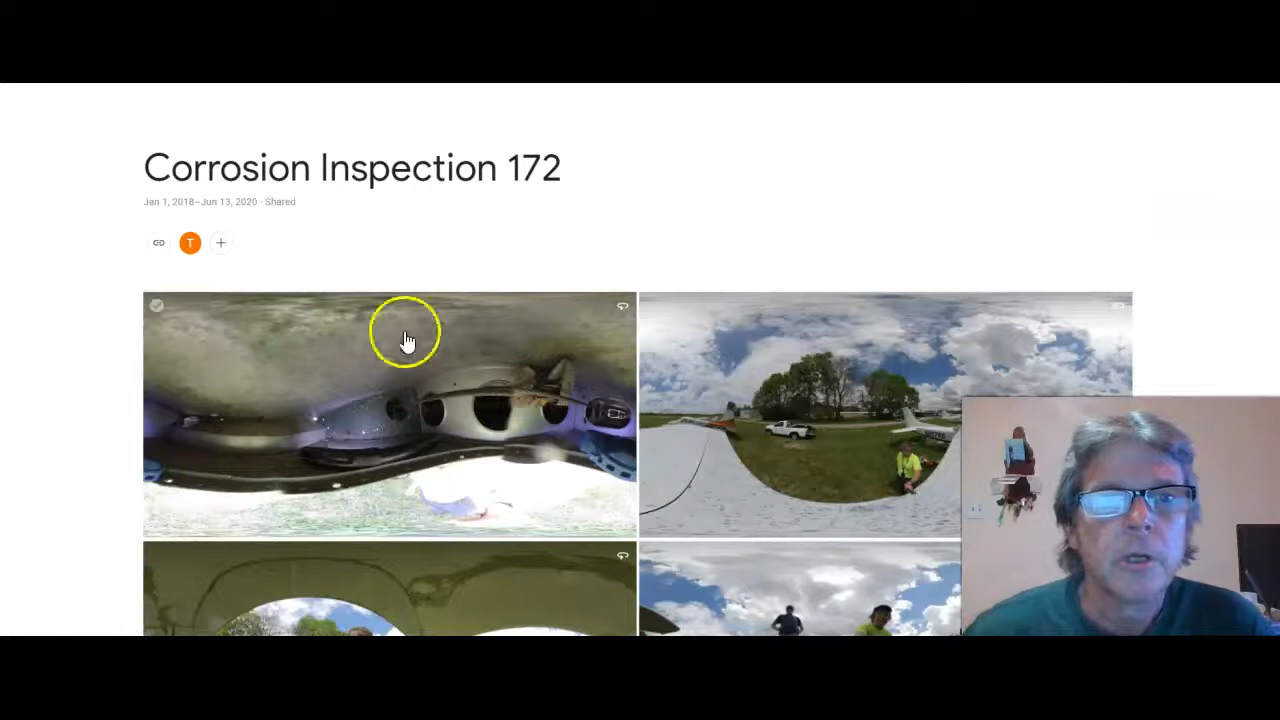 Corrosion Inspection 172
Jan 1, 2018–Jun 13, 2020 · Shared
T